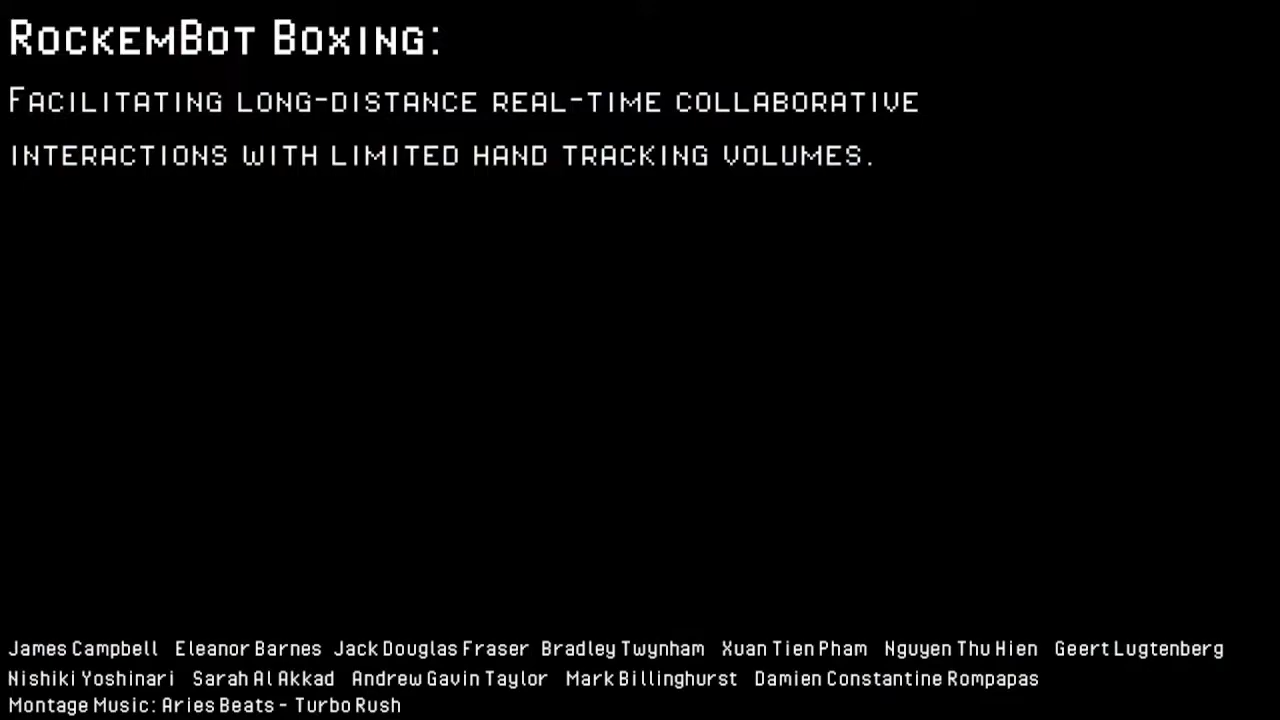 RockemBot Boxing:
Facilitating long-distance real-time collaborative
interactions with limited hand tracking volumes.
James Campbell Eleanor Barnes Jack Douglas Fraser Bradley Twynham Xuan Tien Pham Nguyen Thu Hien Geert Lugtenberg
Nishiki Yoshinari Sarah Al Akkad Andrew Gavin Taylor Mark Billinghurst Damien Constantine Rompapas
Montage Music: Aries Beats - Turbo Rush